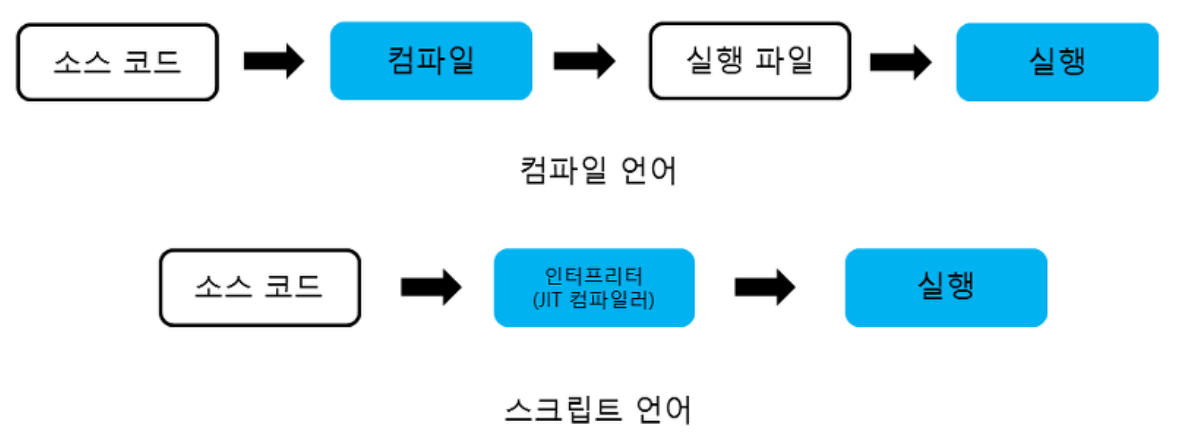 소스 코드
컴파일
실행 파일
실행
컴파일 언어
소스 코드
인터프리터
(JIT 컴파일러)
실행
스크립트 언어